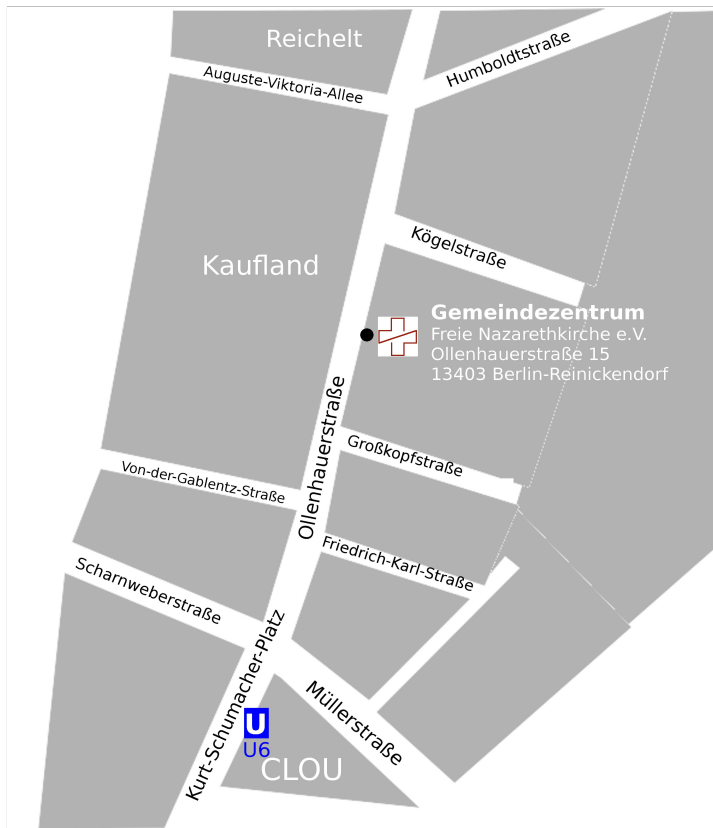 Reichelt
Humboldtstraße
Auguste-Viktoria-Allee
Kögelstraße
Kaufland
Gemeindezentrum
Freie Nazarethkirche e.V.
Ollenhauerstraße 15
13403 Berlin-Reinickendorf
Ollenhauerstraße
Großkopfstraße
Von-der-Gablentz-Straße
Friedrich-Karl-Straße
Scharnweberstraße
Kurt-Schumacher-Platz
Müllerstraße
U
U6
CLOU